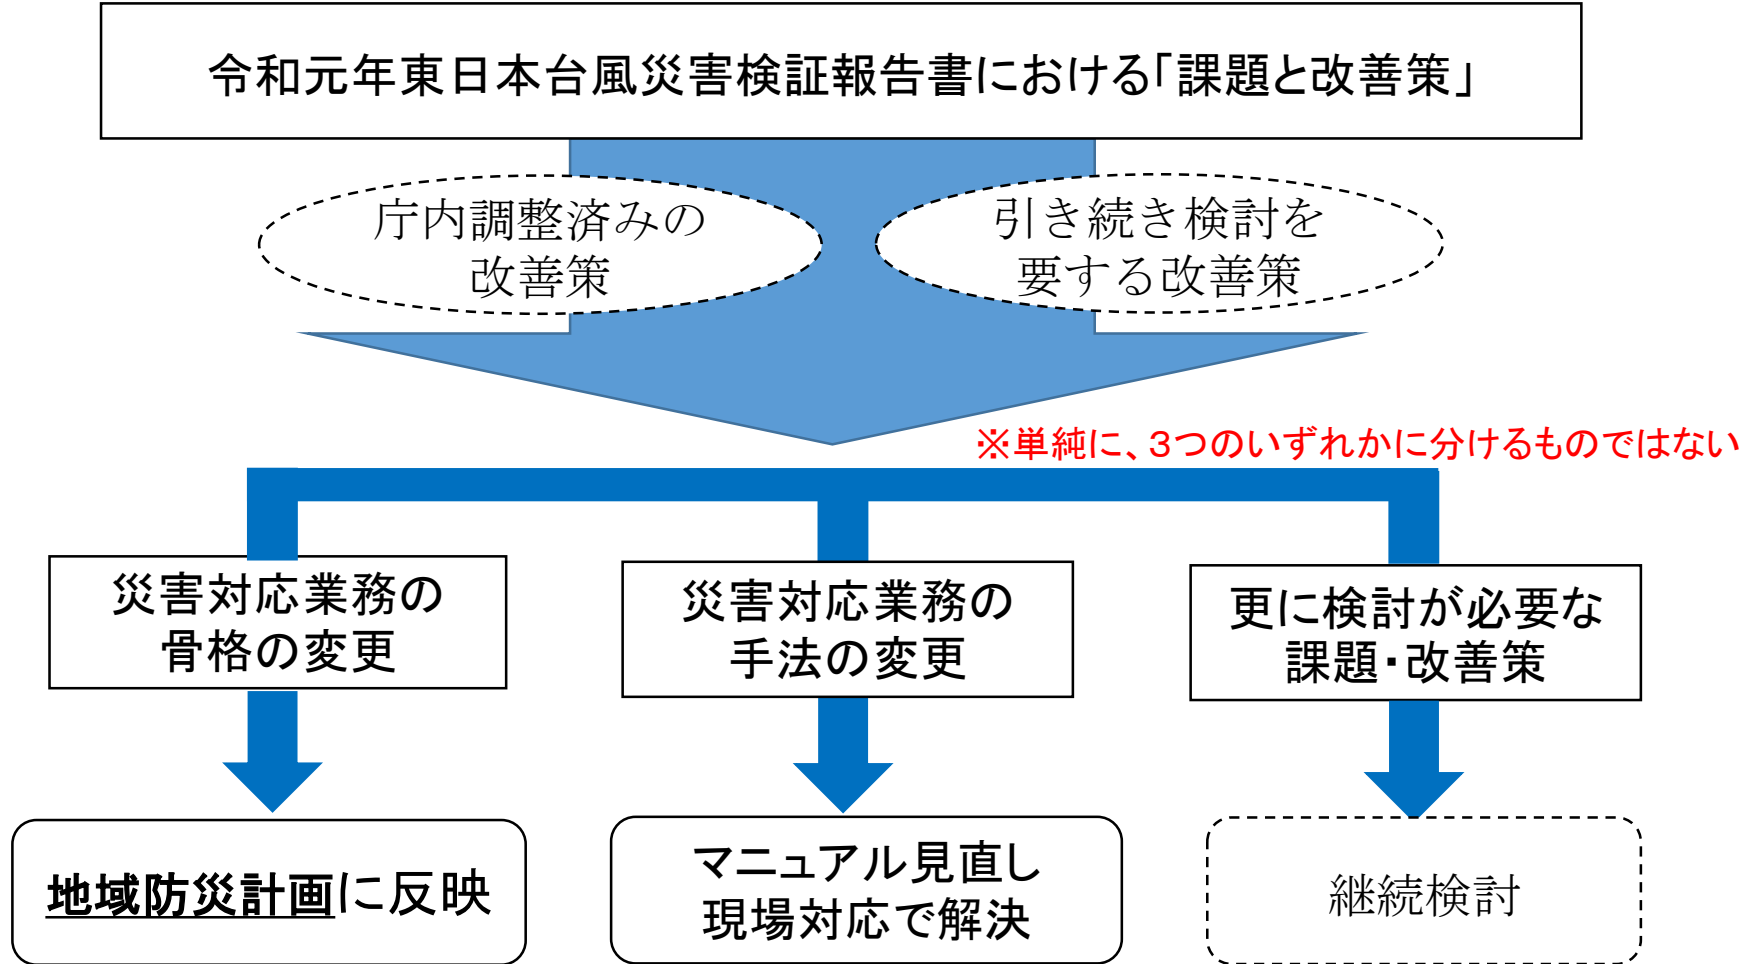 令和元年東日本台風災害検証報告書における「課題と改善策」
庁内調整済みの
改善策
引き続き検討を
要する改善策
※単純に、３つのいずれかに分けるものではない
災害対応業務の
骨格の変更
災害対応業務の
手法の変更
更に検討が必要な
課題・改善策
地域防災計画に反映
マニュアル見直し
現場対応で解決
継続検討